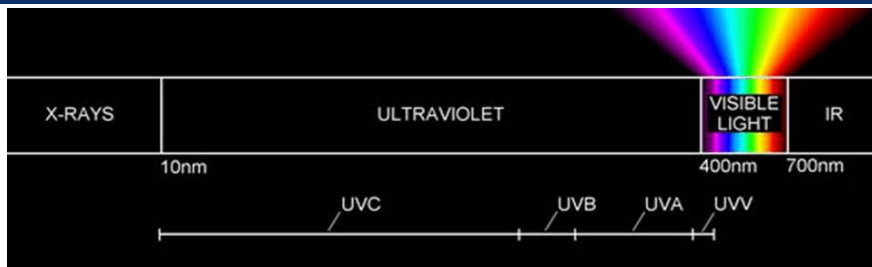 X-RAYS
ULTRAVIOLET
VISIBLE
LIGHT
IR
10nm
400nm
700nm
UVC
UVB
UVA
UVV